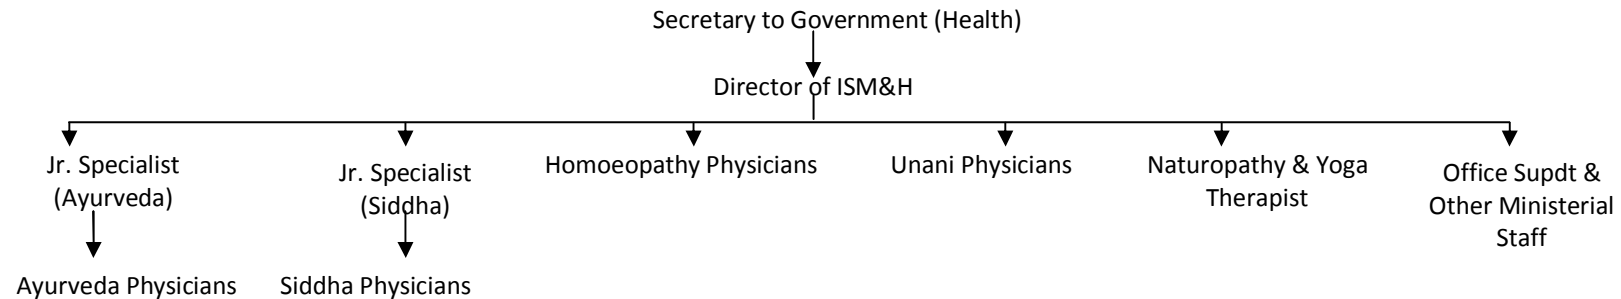 Secretary to Government (Health)
Director of ISM&H
Jr. Specialist
(Ayurveda)
Jr. Specialist
(Siddha)
Homoeopathy Physicians
Unani Physicians
Naturopathy & Yoga
Therapist
Office Supdt &
Other Ministerial
Staff
Ayurveda Physicians
Siddha Physicians